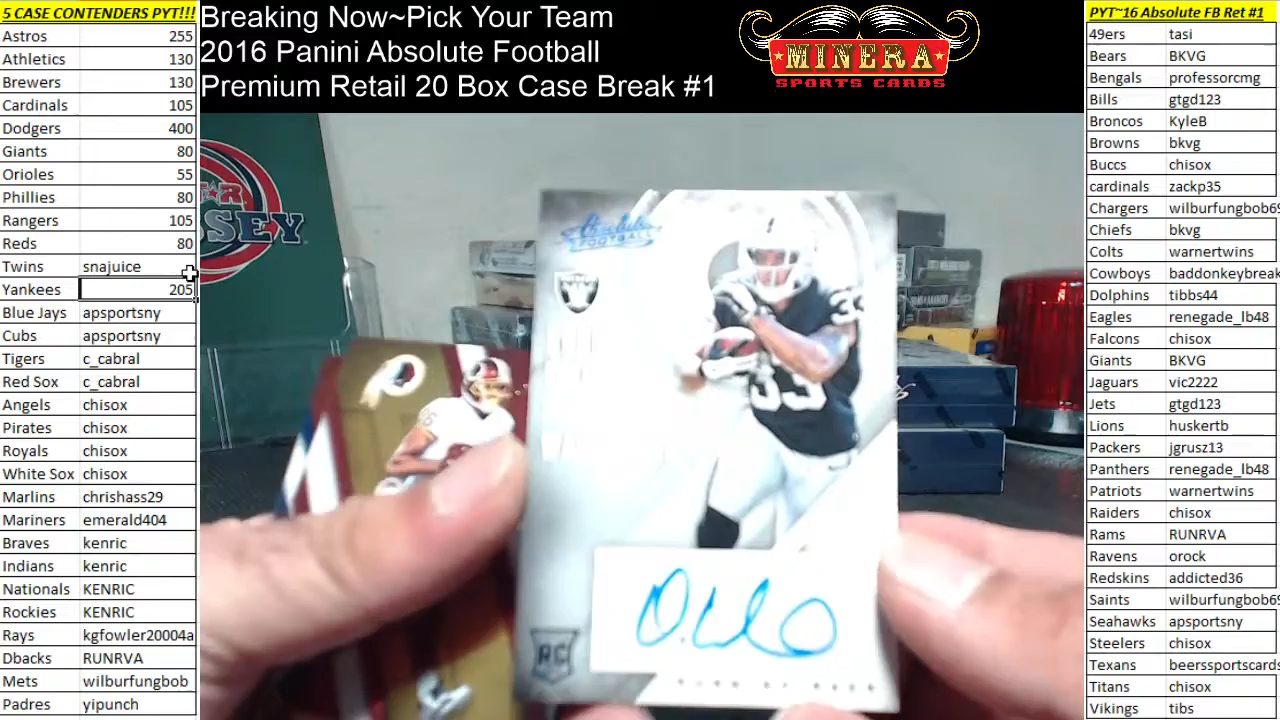 5 CASE CONTENDERS PYT!!!
Astros 255
Athletics 130
Brewers 130
Cardinals 105
Dodgers 400
Giants 80
Orioles 55
Phillies 80
Rangers 105
Reds 80
Twins snajuice
Yankees 205
Blue Jays apsportsny
Cubs apsportsny
Tigers c_cabral
Red Sox c_cabral
Angels chisox
Pirates chisox
Royals chisox
White Sox chisox
Marlins chrishass29
Mariners emerald404
Braves kenric
Indians kenric
Nationals KENRIC
Rockies KENRIC
Rays kgfowler20004a
Dbacks RUNRVA
Mets wilburfungbob
Padres yipunch
Breaking Now~Pick Your Team
2016 Panini Absolute Football
Premium Retail 20 Box Case Break #1
MINERA
SPORTS CARDS
Absolute
FOOTBALL
33
33
RC
PYT~16 Absolute FB Ret #1
49ers tasi
Bears BKVG
Bengals professorcmg
Bills gtgd123
Broncos KyleB
Browns bkvg
Buccs chisox
cardinals zackp35
Chargers wilburfungbob69
Chiefs bkvg
Colts warnertwins
Cowboys baddonkeybreak
Dolphins tibbs44
Eagles renegade_lb48
Falcons chisox
Giants BKVG
Jaguars vic2222
Jets gtgd123
Lions huskertb
Packers jgrusz13
Panthers renegade_lb48
Patriots warnertwins
Raiders chisox
Rams RUNRVA
Ravens orock
Redskins addicted36
Saints wilburfungbob69
Seahawks apsportsny
Steelers chisox
Texans beerssportscards
Titans chisox
Vikings tibs